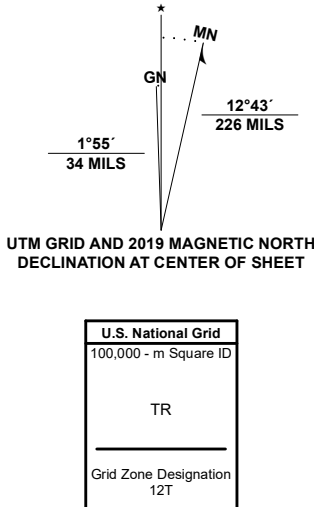 ★
MN
GN
1°55´
34 MILS
12°43´
226 MILS
UTM GRID AND 2019 MAGNETIC NORTH
DECLINATION AT CENTER OF SHEET
U.S. National Grid
100,000 - m Square ID
TR
Grid Zone Designation
12T